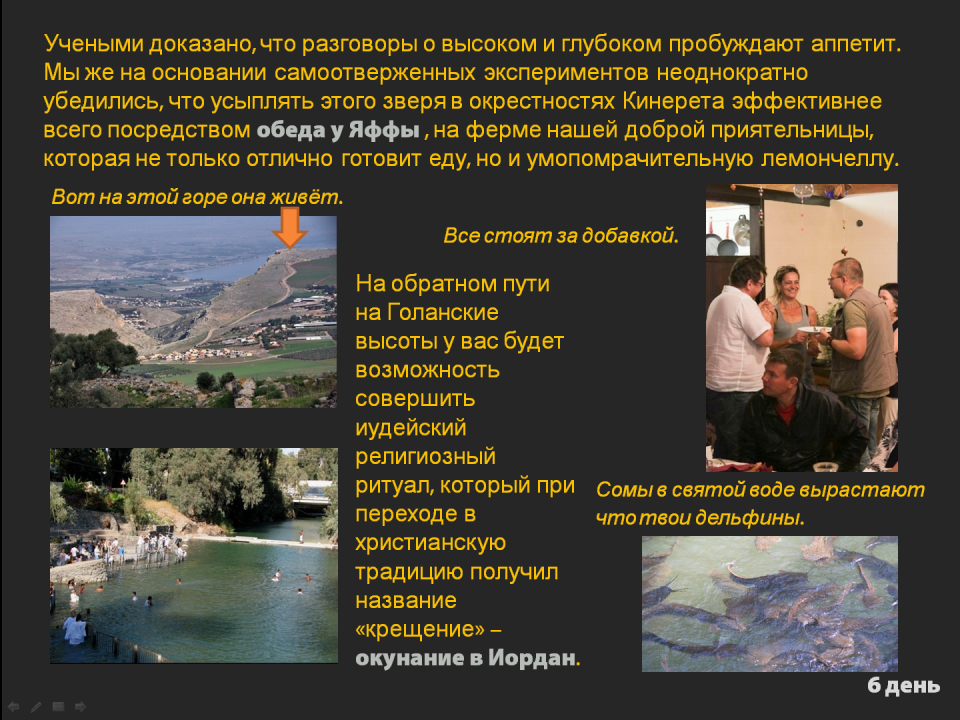 Учеными доказано, что разговоры о высоком и глубоком пробуждают аппетит.
Мы же на основании самоотверженных экспериментов неоднократно
убедились, что усыплять этого зверя в окрестностях Кинерета эффективнее
всего посредством обеда у Яффы , на ферме нашей доброй приятельницы,
которая не только отлично готовит еду, но и умопомрачительную лемончеллу.
Вот на этой горе она живёт.
Все стоят за добавкой.
На обратном пути
на Голанские
высоты у вас будет
возможность
совершить
иудейский
религиозный
ритуал, который при
переходе в
христианскую
традицию получил
название
«крещение» –
окунание в Иордан.
Сомы в святой воде вырастают
что твои дельфины.
6 день